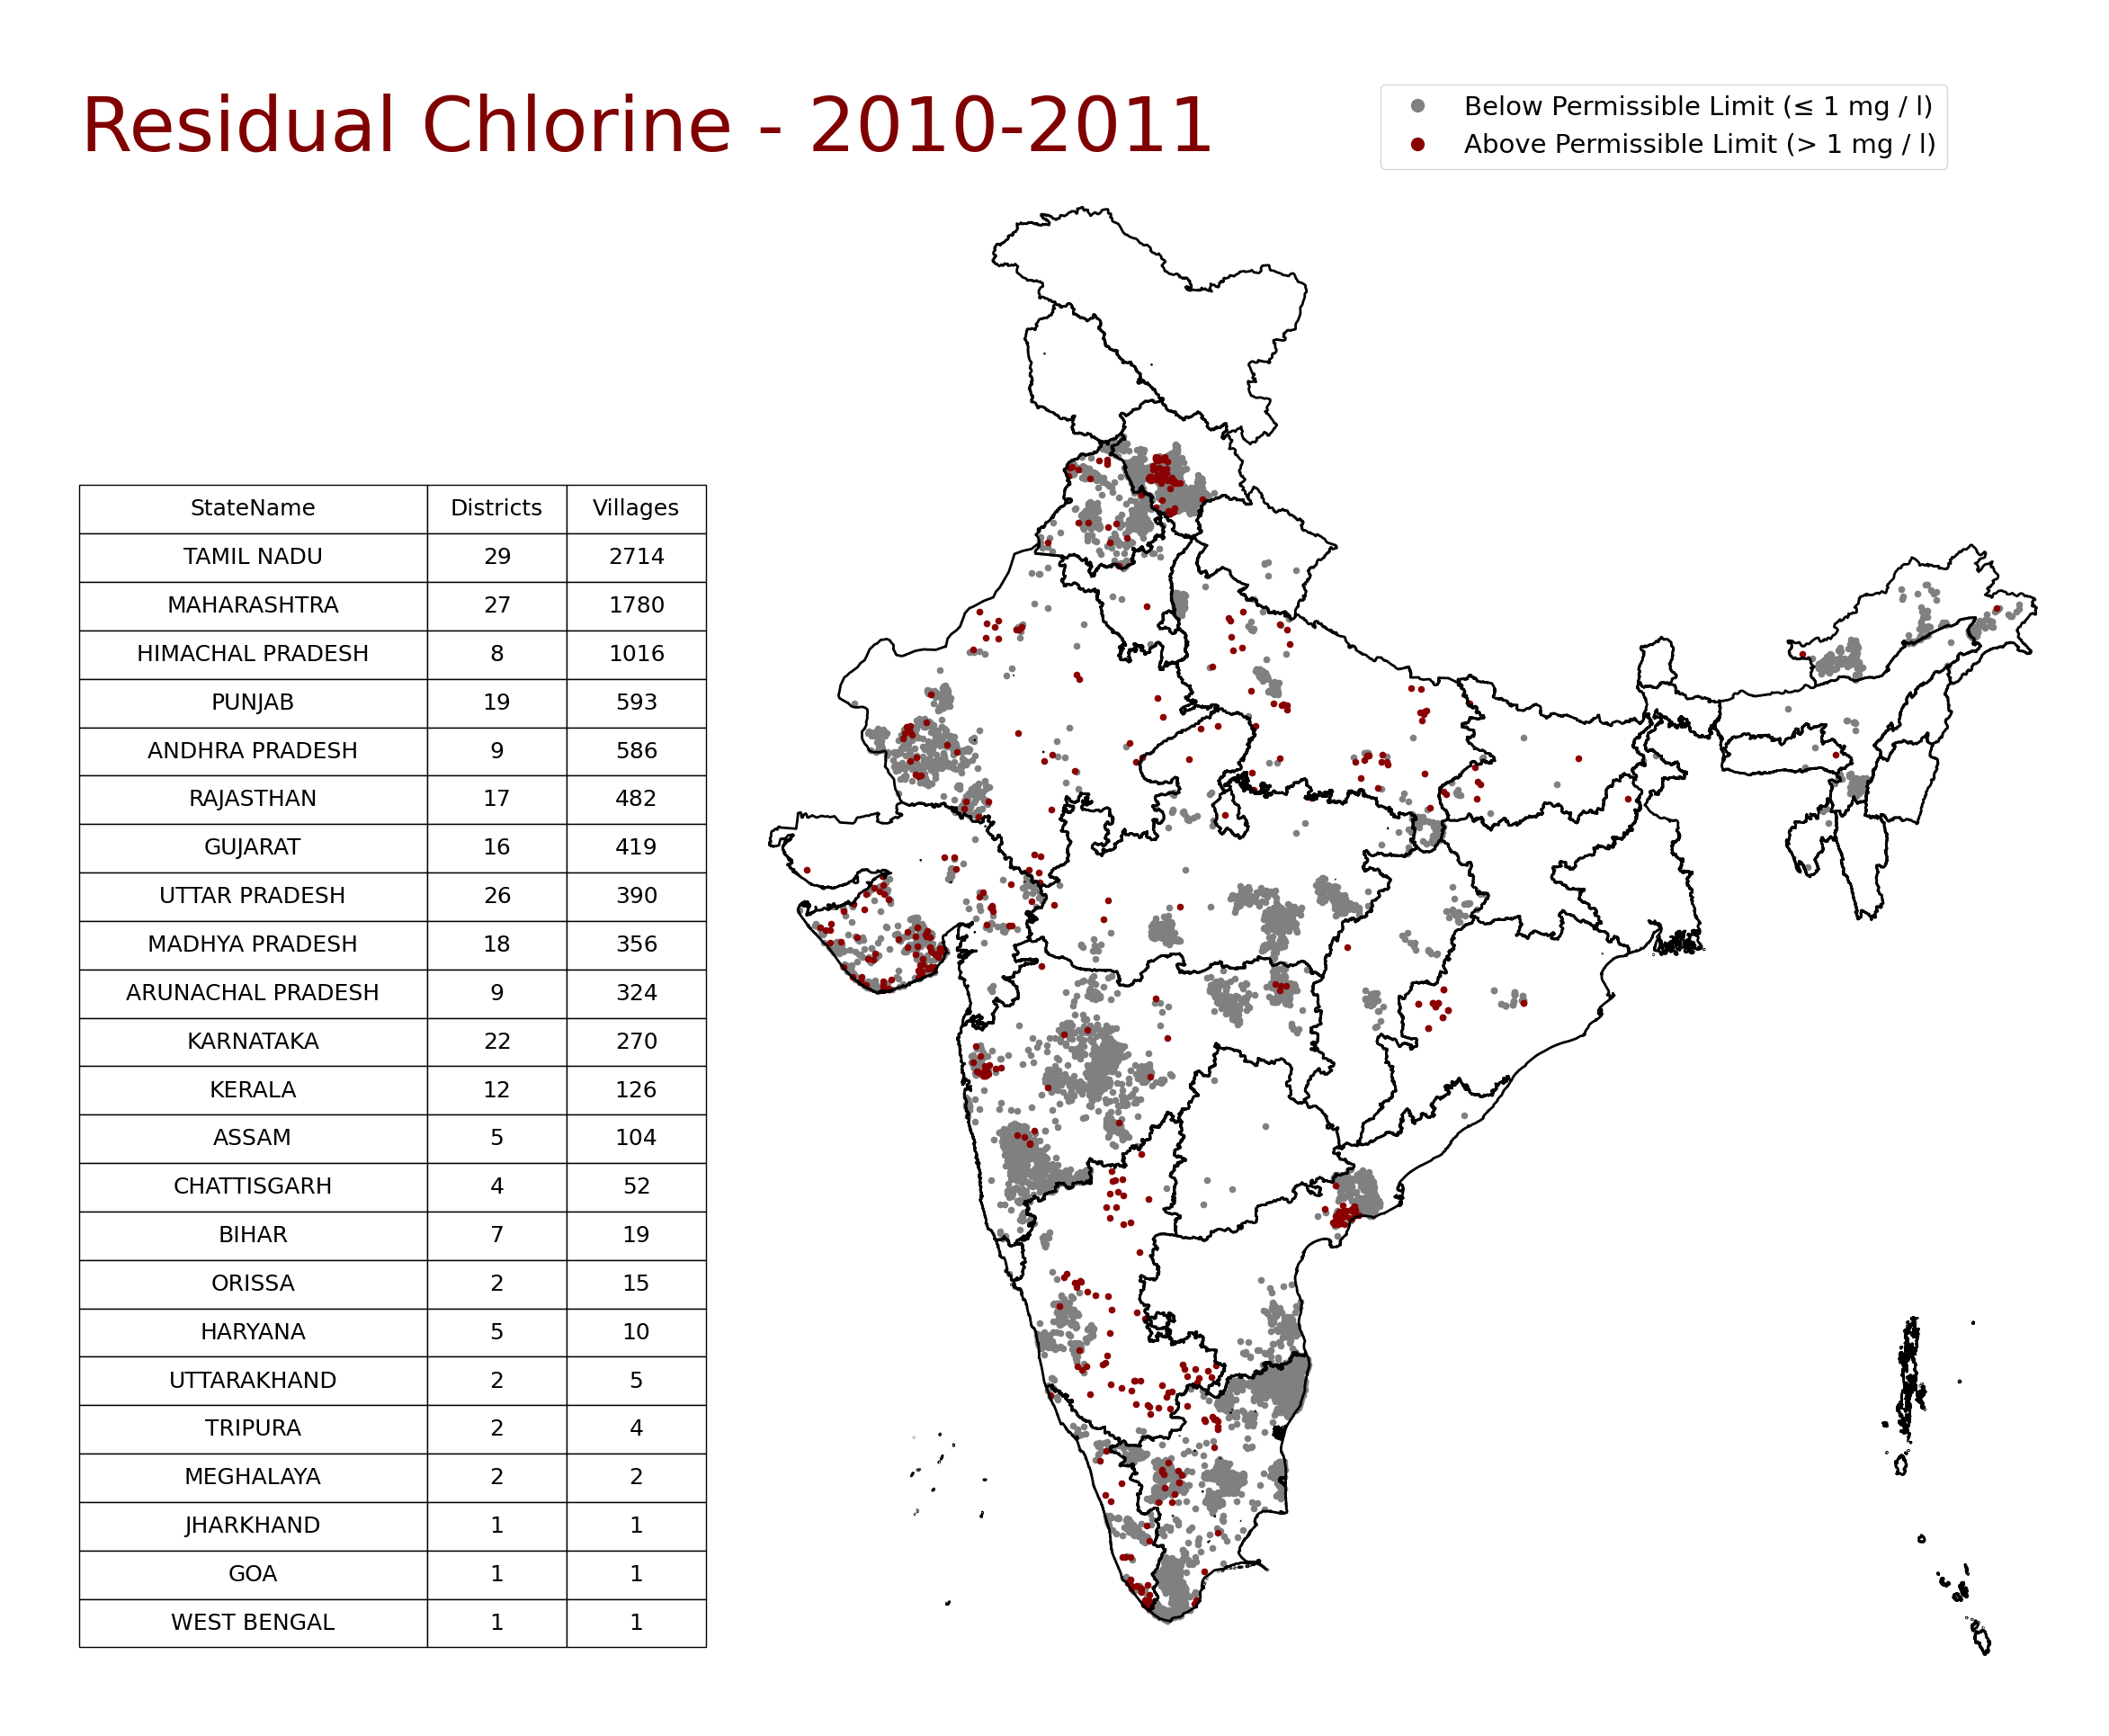 Residual Chlorine - 2010-2011
Below Permissible Limit (≤ 1 mg / l)
Above Permissible Limit (> 1 mg / l)
StateName Districts Villages
TAMIL NADU 29 2714
MAHARASHTRA 27 1780
HIMACHAL PRADESH 8 1016
PUNJAB 19 593
ANDHRA PRADESH 9 586
RAJASTHAN 17 482
GUJARAT 16 419
UTTAR PRADESH 26 390
MADHYA PRADESH 18 356
ARUNACHAL PRADESH 9 324
KARNATAKA 22 270
KERALA 12 126
ASSAM 5 104
CHATTISGARH 4 52
BIHAR 7 19
ORISSA 2 15
HARYANA 5 10
UTTARAKHAND 2 5
TRIPURA 2 4
MEGHALAYA 2 2
JHARKHAND 1 1
GOA 1 1
WEST BENGAL 1 1